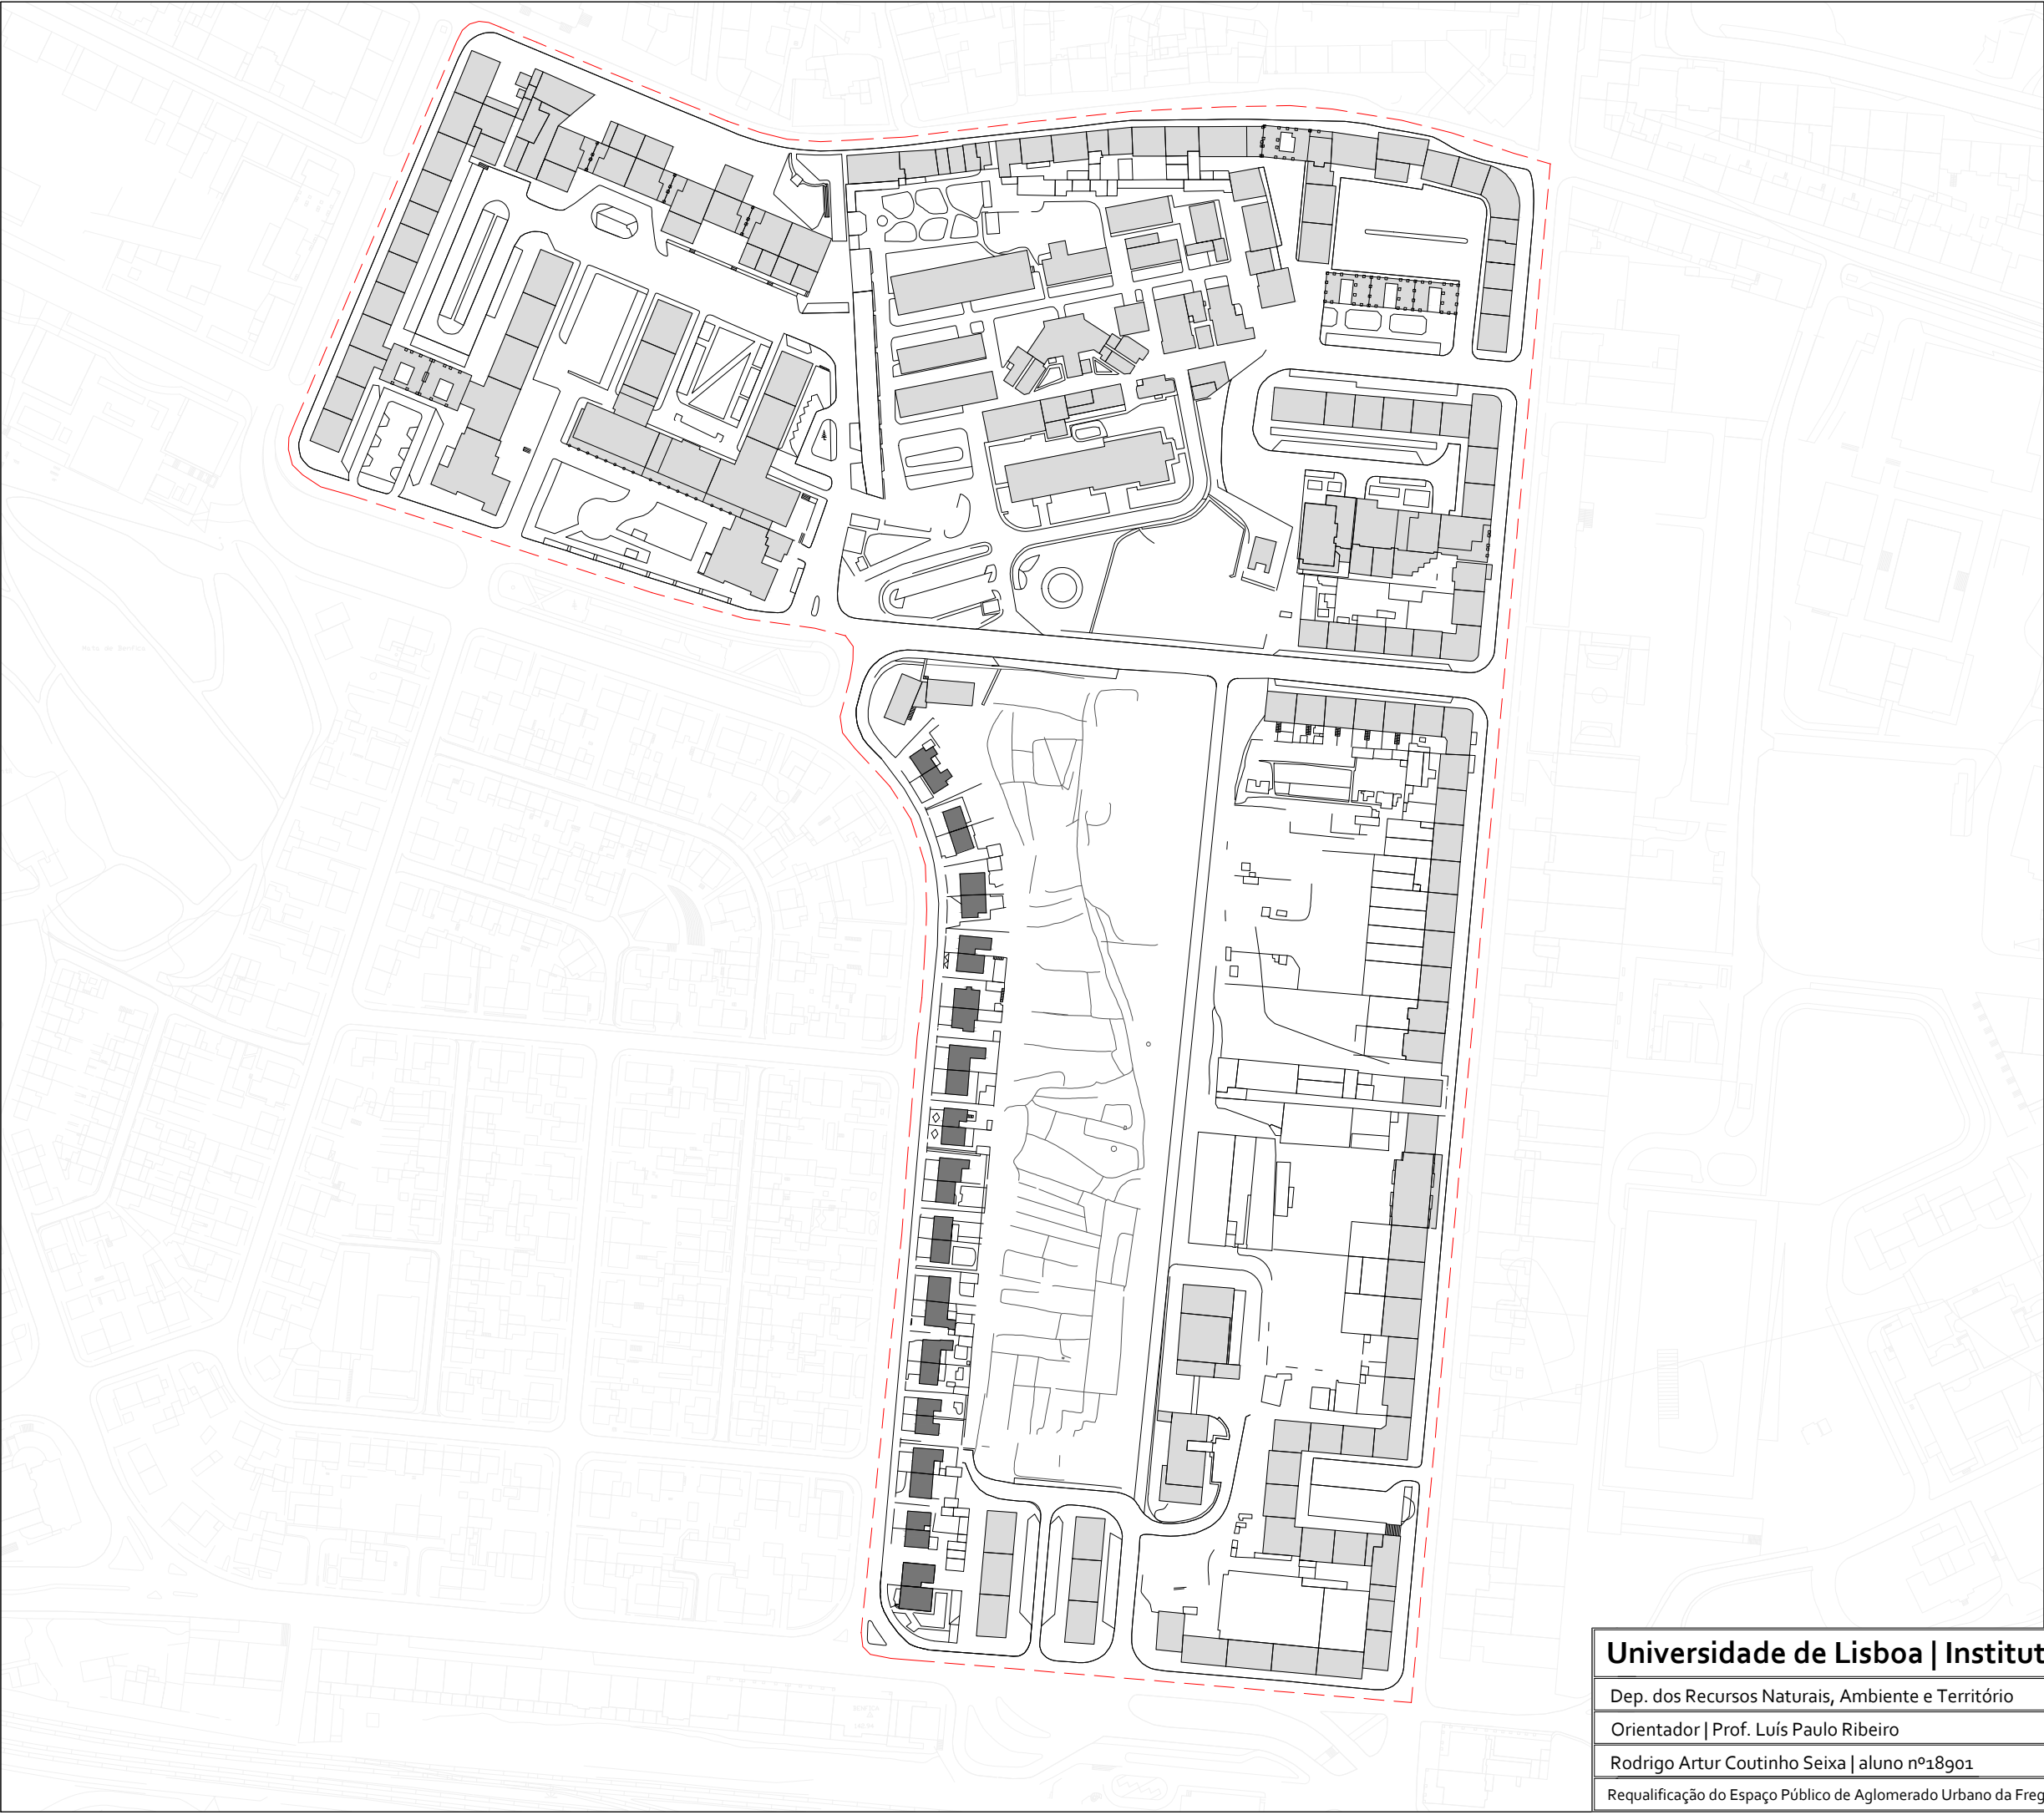 Universidade de Lisboa | Institut
Dep. dos Recursos Naturais, Ambiente e Território
Orientador | Prof. Luís Paulo Ribeiro
Rodrigo Artur Coutinho Seixa | aluno nº18901
Requalificação do Espaço Público de Aglomerado Urbano da Freg